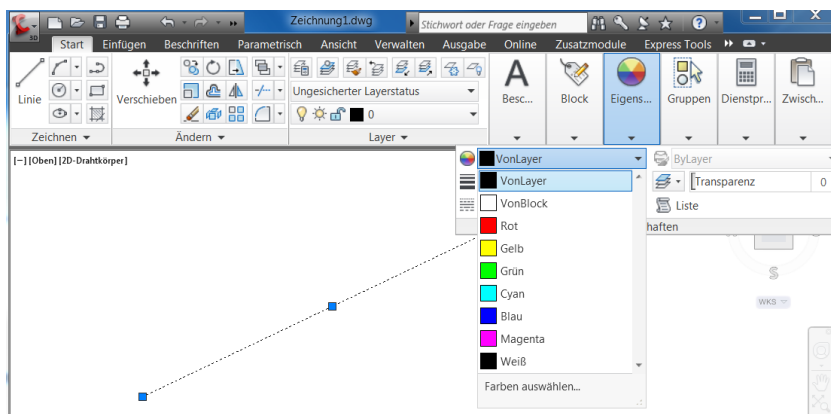 Zeichnung1.dwg
Stichwort oder Frage eingeben
3D
Start Einfügen Beschriften Parametrisch Ansicht Verwalten Ausgabe Online Zusatzmodule Express Tools
Linie
Verschieben
Ungesicherter Layerstatus
0
Besc...
Block
Eigens...
Gruppen
Dienstpr...
Zwisch...
Zeichnen
Ändern
Layer
[−] [Oben] [2D-Drahtkörper]
VonLayer
ByLayer
VonLayer
Transparenz 0
VonBlock
Liste
Rot
haften
Gelb
Grün
S
Cyan
WKS
Blau
Magenta
Weiß
Farben auswählen...